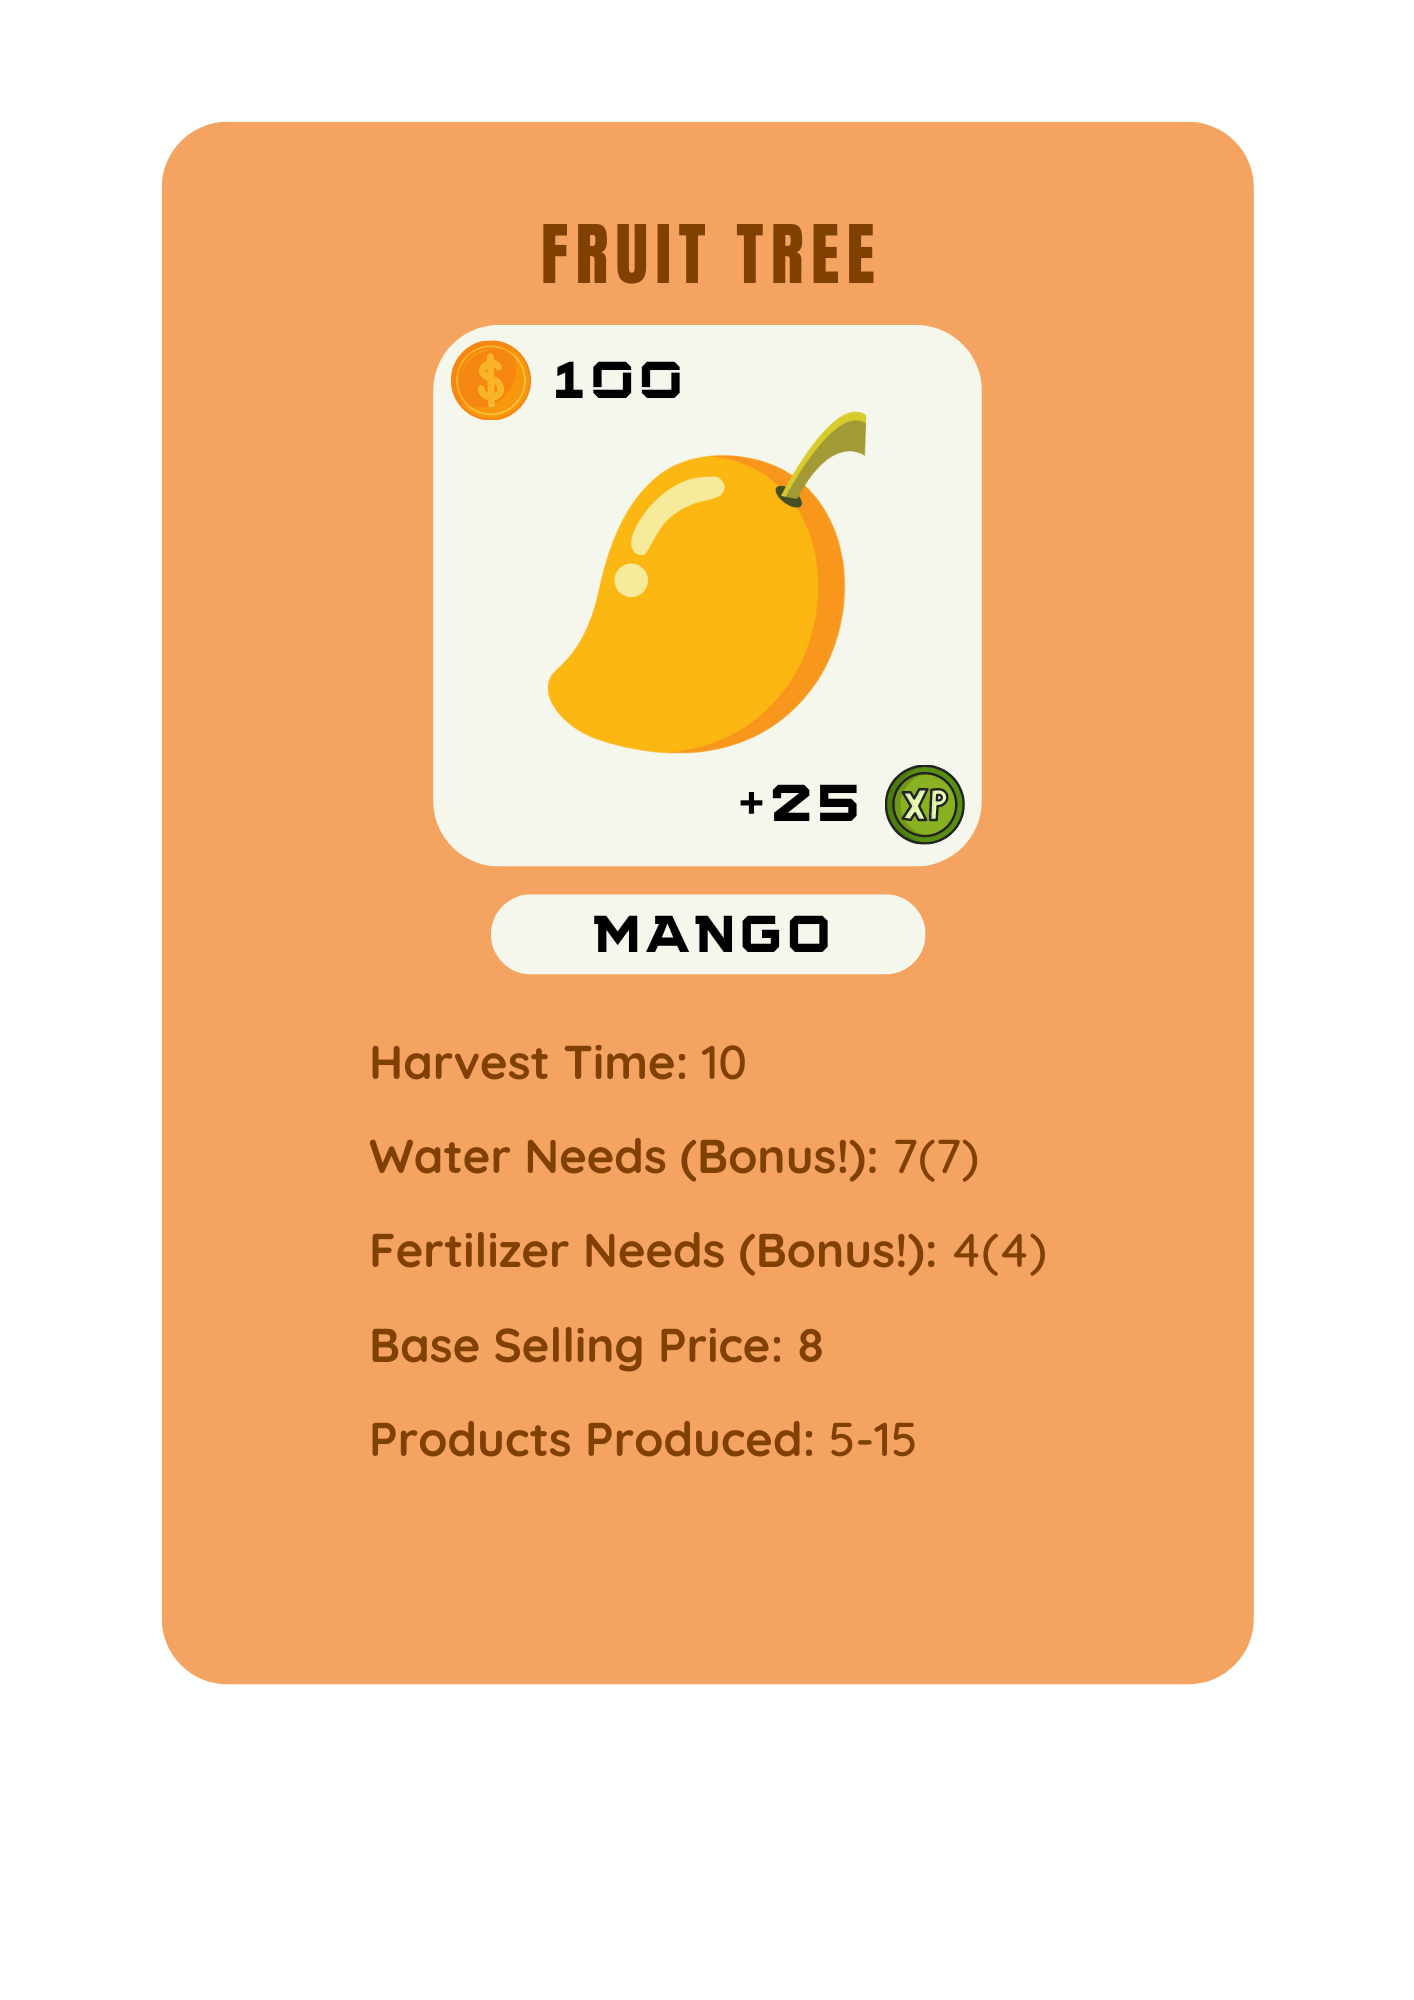 FRUIT TREE
$ 100
+25 XP
MANGO
Harvest Time: 10
Water Needs (Bonus!): 7(7)
Fertilizer Needs (Bonus!): 4(4)
Base Selling Price: 8
Products Produced: 5-15